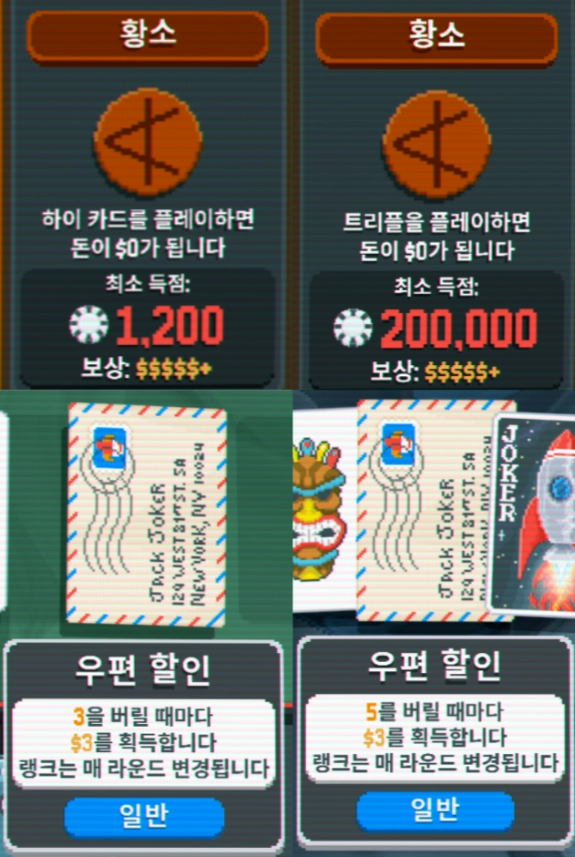 황소
하이 카드를 플레이하면
돈이 $0가 됩니다
최소 득점:
1,200
보상: $$$$$+
황소
트리플을 플레이하면
돈이 $0가 됩니다
최소 득점:
200,000
보상: $$$$$+
JACK JOKER
129 WEST 81ST ST. SA
NEW YORK, NY 10024
우편 할인
3을 버릴 때마다
$3를 획득합니다
랭크는 매 라운드 변경됩니다
일반
JACK JOKER
129 WEST 81ST ST. SA
NEW YORK, NY 10024
JOKER
우편 할인
5를 버릴 때마다
$3를 획득합니다
랭크는 매 라운드 변경됩니다
일반